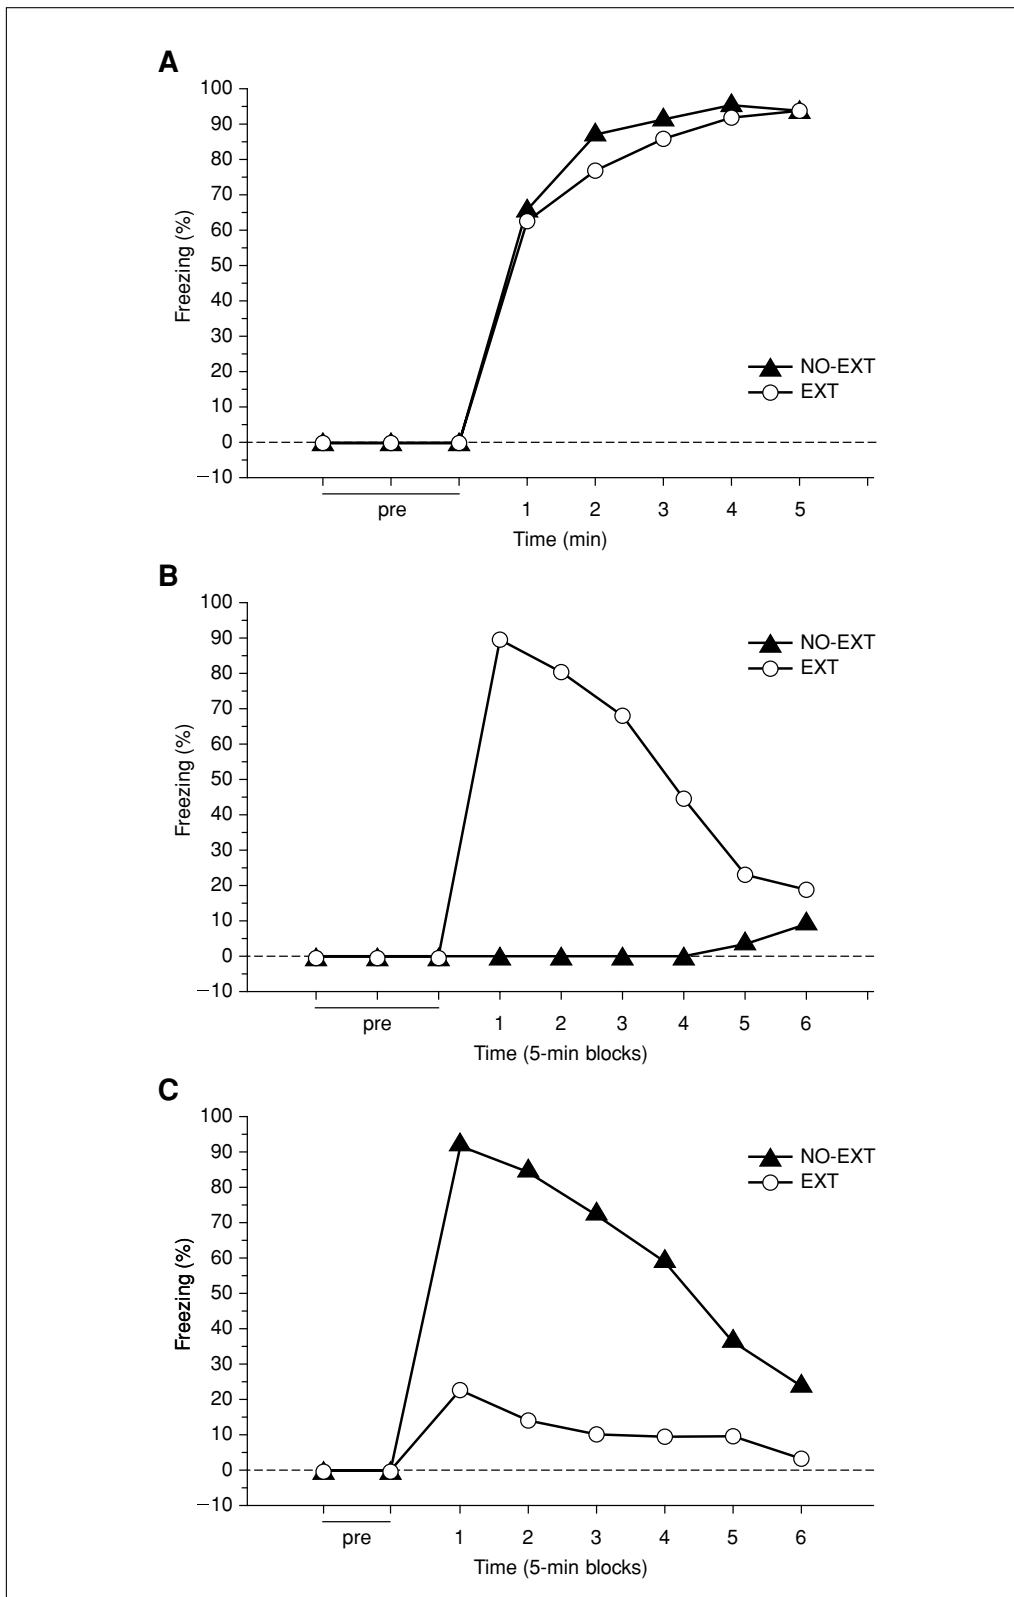 A
100
90
80
70
60
50
40
30
20
10
0
−10
Freezing (%)
NO-EXT
EXT
pre
1 2 3 4 5
Time (min)
B
100
90
80
70
60
50
40
30
20
10
0
−10
Freezing (%)
NO-EXT
EXT
pre
1 2 3 4 5 6
Time (5-min blocks)
C
100
90
80
70
60
50
40
30
20
10
0
−10
Freezing (%)
NO-EXT
EXT
pre
1 2 3 4 5 6
Time (5-min blocks)